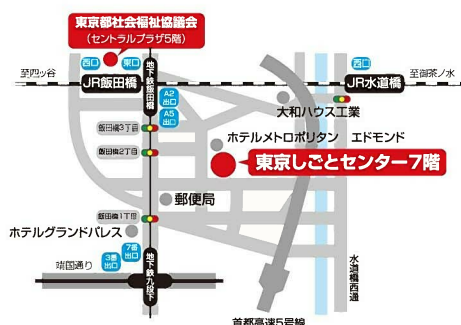 東京都社会福祉協議会
(セントラルプラザ5階)
西口
東口
西口
至四ッ谷
JR飯田橋
地下鉄飯田橋
JR水道橋
至御茶ノ水
A2
出口
A5
出口
大和ハウス工業
飯田橋3丁目
ホテルメトロポリタン エドモンド
飯田橋2丁目
東京しごとセンター7階
郵便局
飯田橋1丁目
ホテルグランドパレス
7番
出口
3番
出口
靖国通り
地下鉄九段下
水道橋西通
首都高速5号線